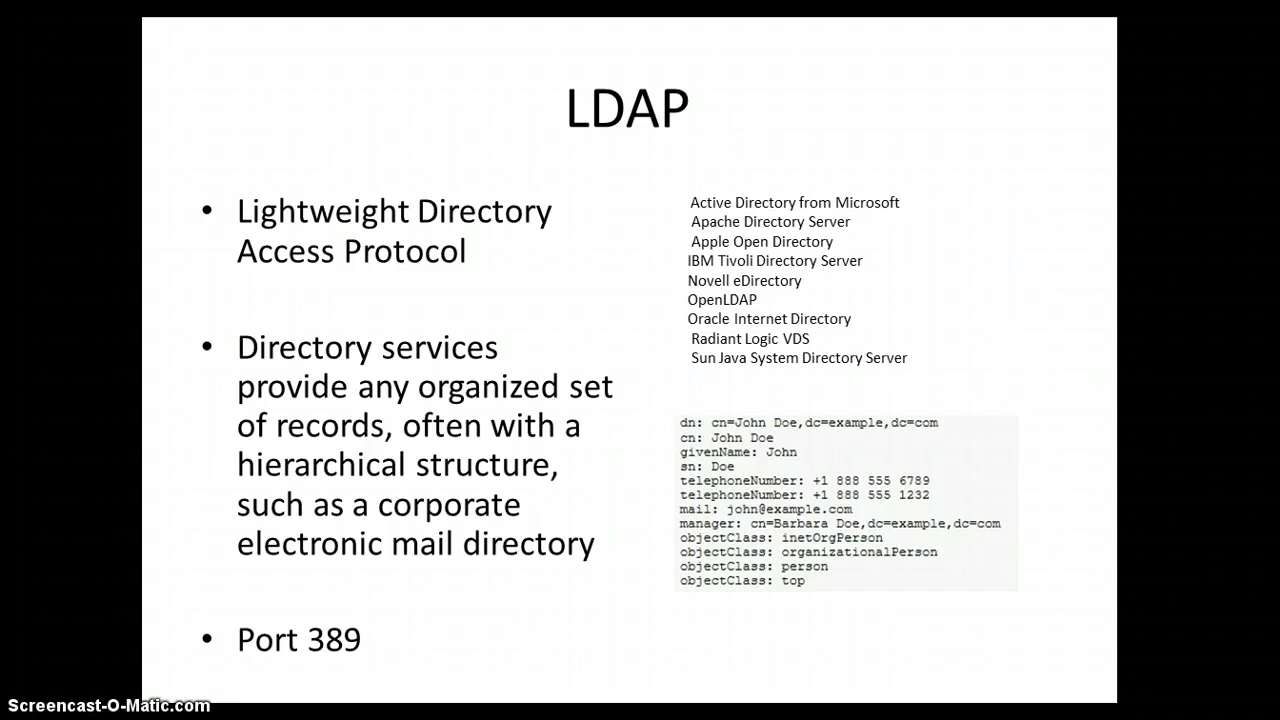 LDAP
• Lightweight Directory
Access Protocol
• Directory services
provide any organized set
of records, often with a
hierarchical structure,
such as a corporate
electronic mail directory
• Port 389
Active Directory from Microsoft
Apache Directory Server
Apple Open Directory
IBM Tivoli Directory Server
Novell eDirectory
OpenLDAP
Oracle Internet Directory
Radiant Logic VDS
Sun Java System Directory Server
dn: cn=John Doe,dc=example,dc=com
cn: John Doe
givenName: John
sn: Doe
telephoneNumber: +1 888 555 6789
telephoneNumber: +1 888 555 1232
mail: john@example.com
manager: cn=Barbara Doe,dc=example,dc=com
objectClass: inetOrgPerson
objectClass: organizationalPerson
objectClass: person
objectClass: top
Screencast-O-Matic.com